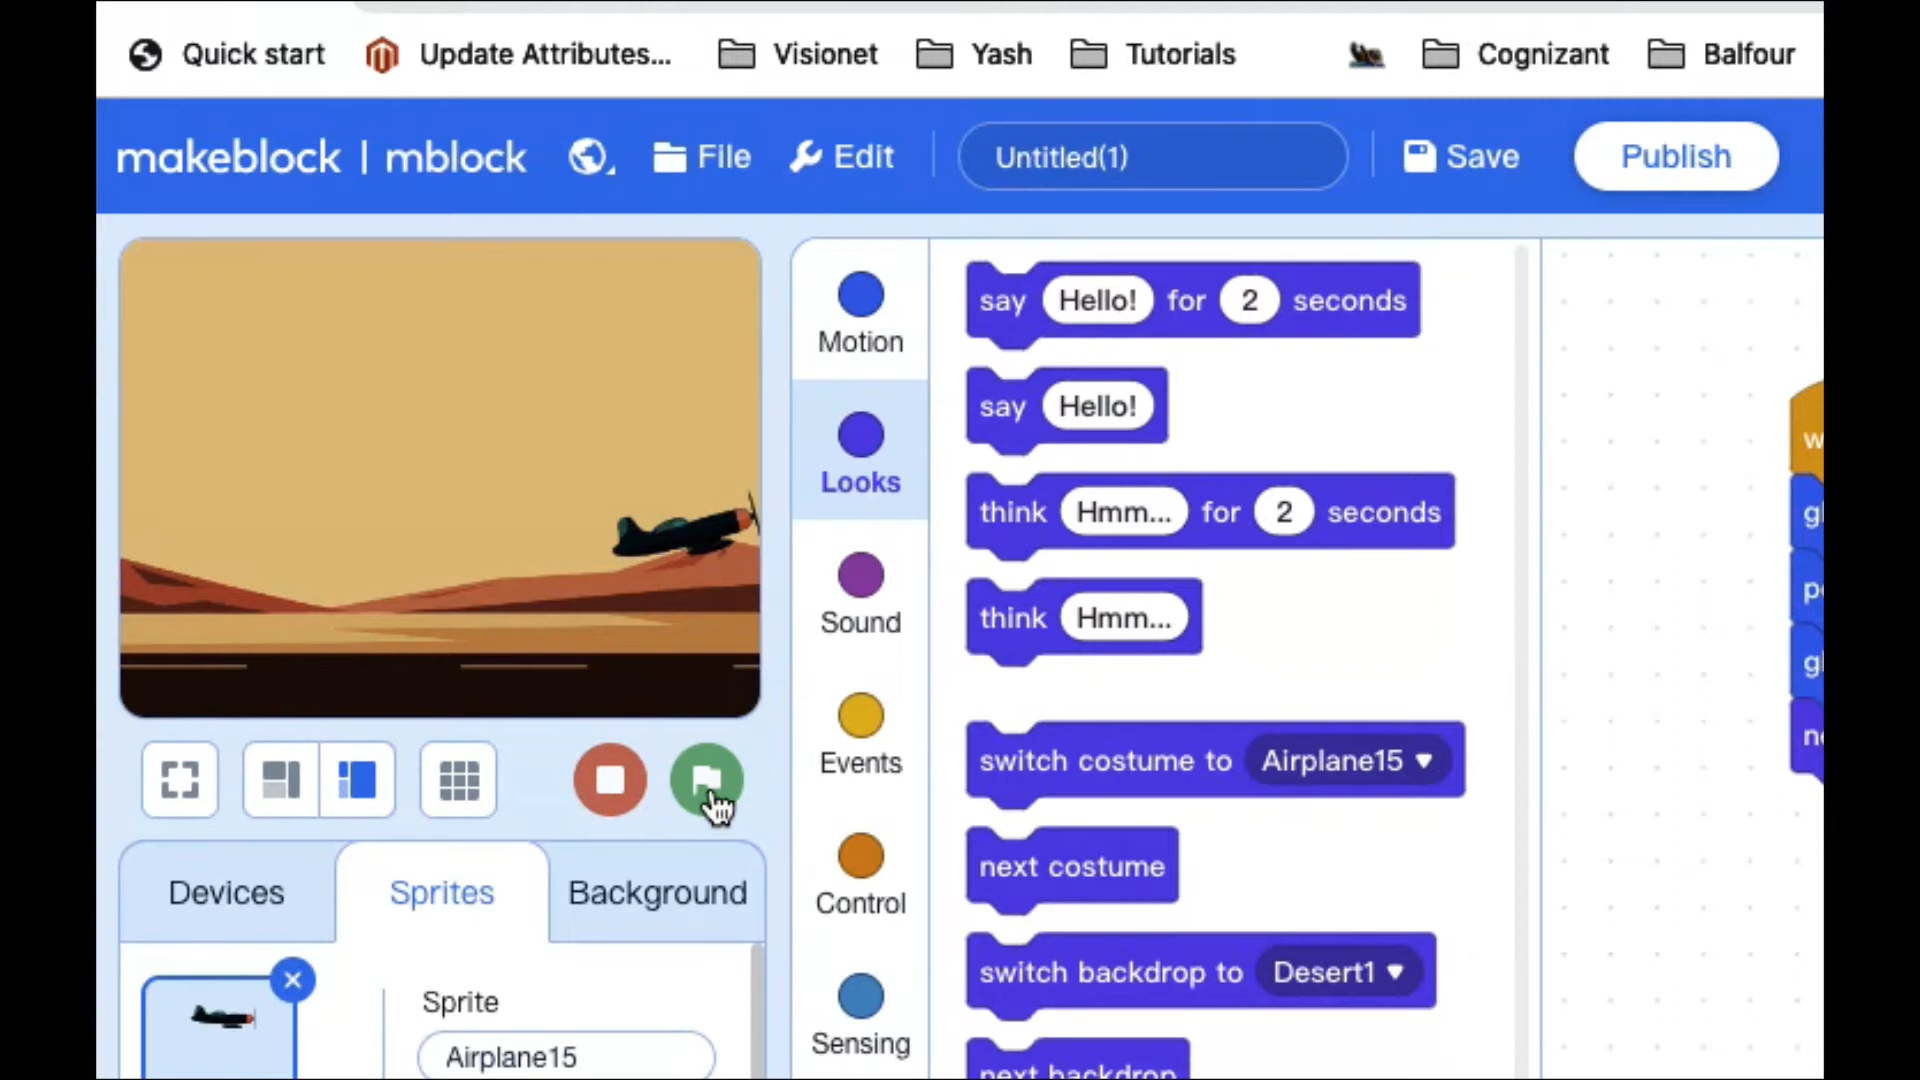 Quick start
Update Attributes...
Visionet
Yash
Tutorials
Cognizant
Balfour
makeblock | mblock
File
Edit
Untitled(1)
Save
Publish
Motion
Looks
Sound
Events
Control
Sensing
say Hello! for 2 seconds
say Hello!
think Hmm... for 2 seconds
think Hmm...
switch costume to Airplane15
next costume
switch backdrop to Desert1
next backdrop
Devices
Sprites
Background
Sprite
Airplane15